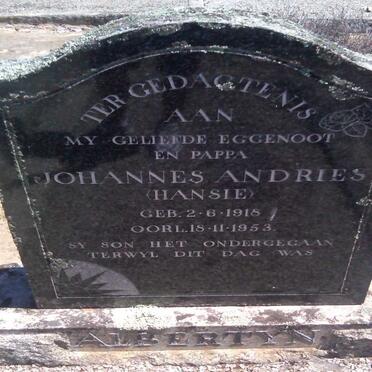 TER GEDAGTENIS
AAN
MY GELIEFDE EGGENOOT
EN PAPPA
JOHANNES ANDRIES
(HANSIE)
GEB. 2-6-1918
OORL. 18-11-1953
SY SON HET ONDERGEGAAN
TERWYL DIT DAG WAS
ALBERTYN